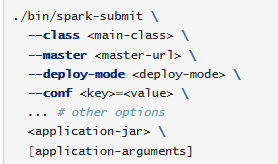 ./bin/spark-submit \
--class <main-class> \
--master <master-url> \
--deploy-mode <deploy-mode> \
--conf <key>=<value> \
... # other options
<application-jar> \
[application-arguments]